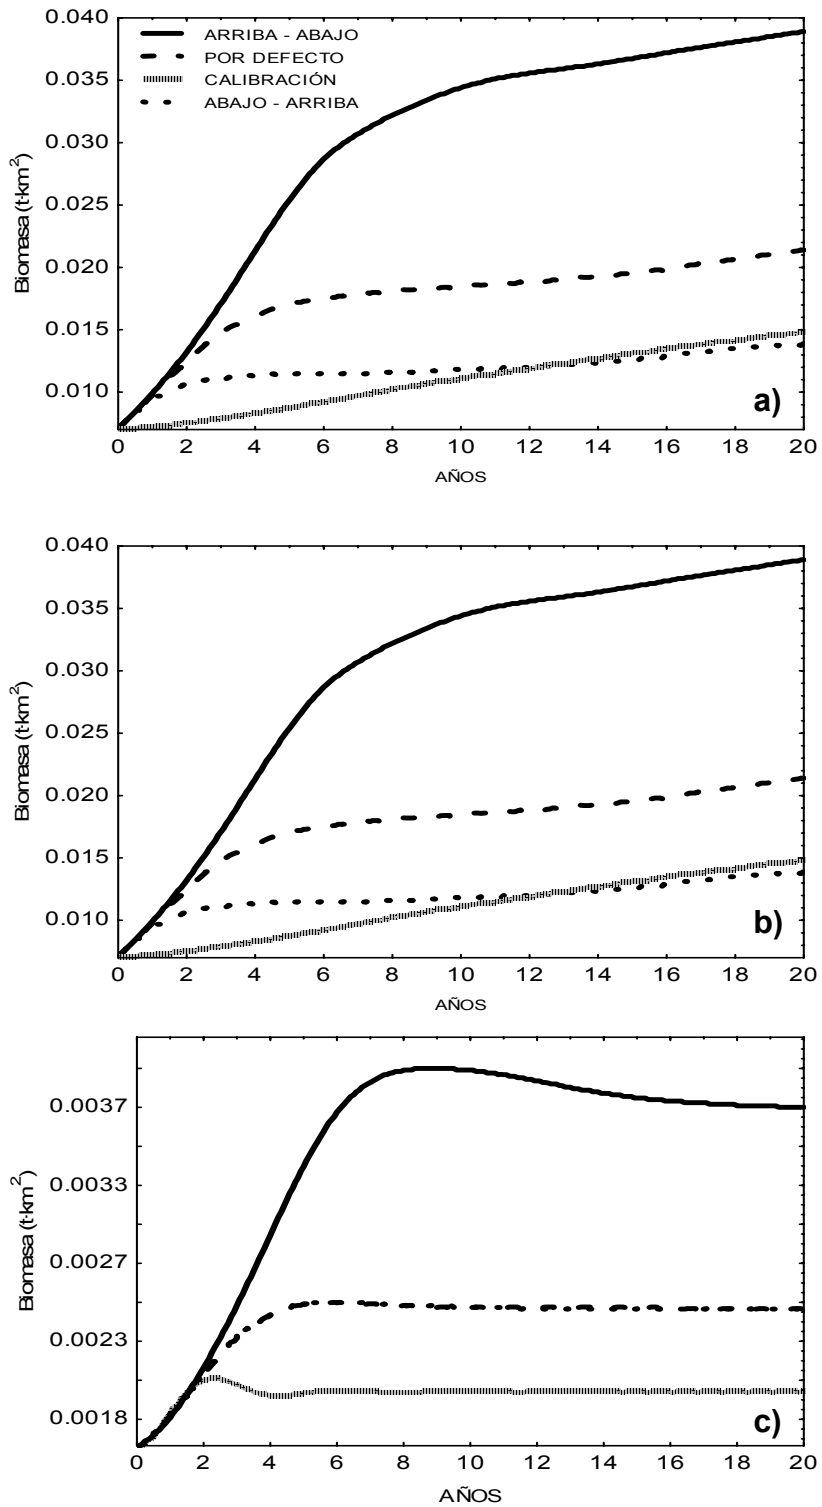 0.040
ARRIBA - ABAJO
POR DEFECTO
CALIBRACIÓN
ABAJO - ARRIBA
0.035
0.030
0.025
0.020
0.015
0.010
Biomasa (t·km²)
a)
0 2 4 6 8 10 12 14 16 18 20
AÑOS
0.040
0.035
0.030
0.025
0.020
0.015
0.010
Biomasa (t·km²)
b)
0 2 4 6 8 10 12 14 16 18 20
AÑOS
0.0037
0.0033
0.0027
0.0023
0.0018
Biomasa (t·km²)
c)
0 2 4 6 8 10 12 14 16 18 20
AÑOS